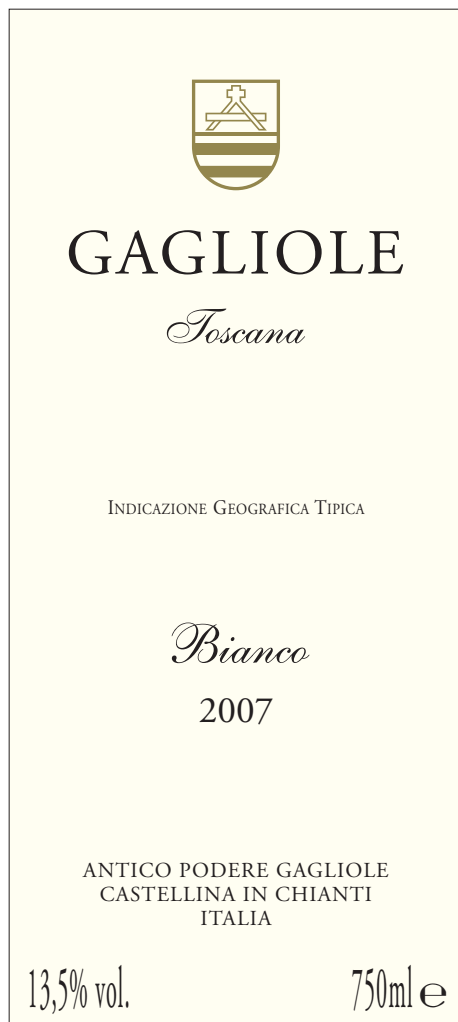 GAGLIOLE
Toscana
INDICAZIONE GEOGRAFICA TIPICA
Bianco
2007
ANTICO PODERE GAGLIOLE
CASTELLINA IN CHIANTI
ITALIA
13,5% vol. 750ml ℮